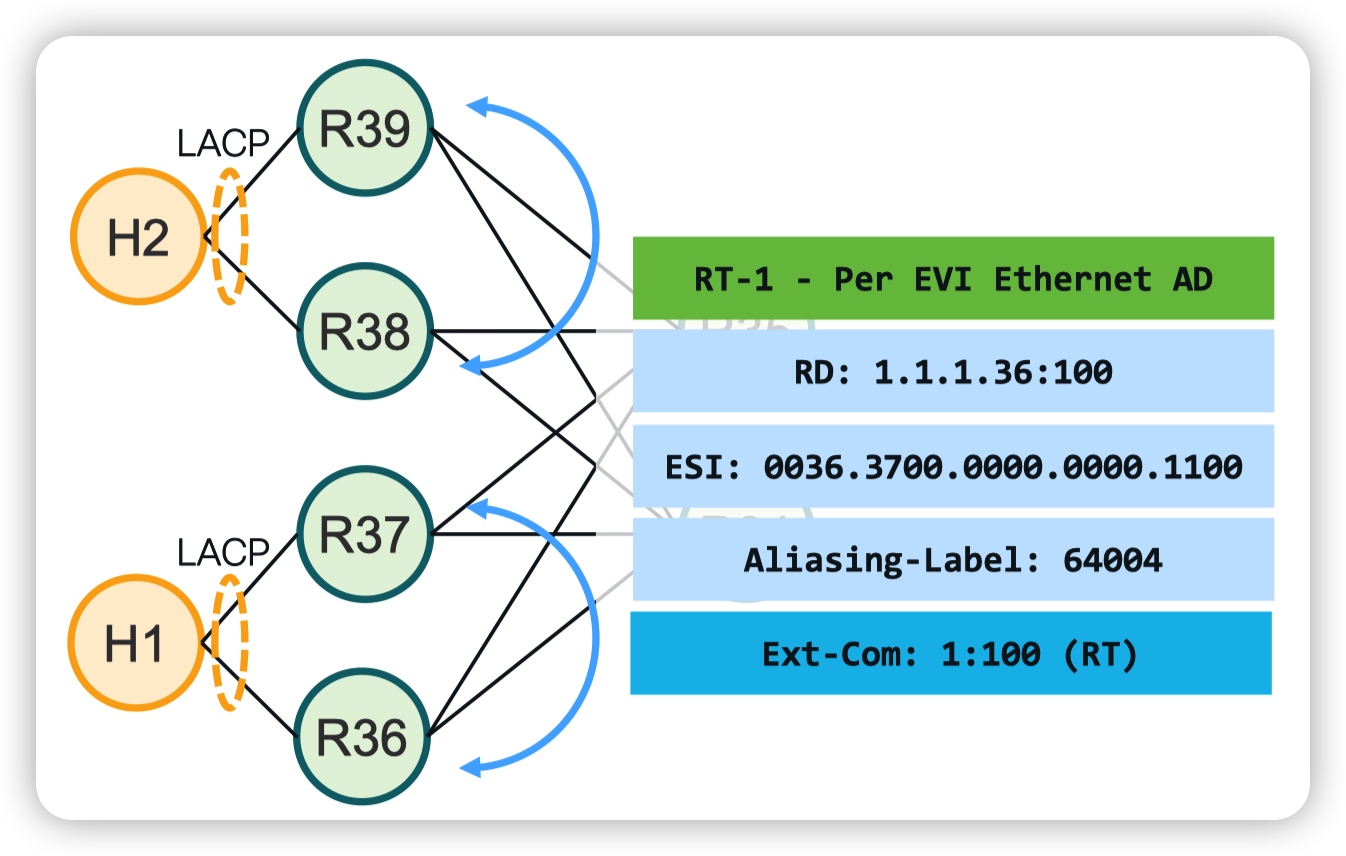 R39
LACP
H2
R38
RT-1 - Per EVI Ethernet AD
RD: 1.1.1.36:100
ESI: 0036.3700.0000.0000.1100
Aliasing-Label: 64004
Ext-Com: 1:100 (RT)
R37
LACP
H1
R36